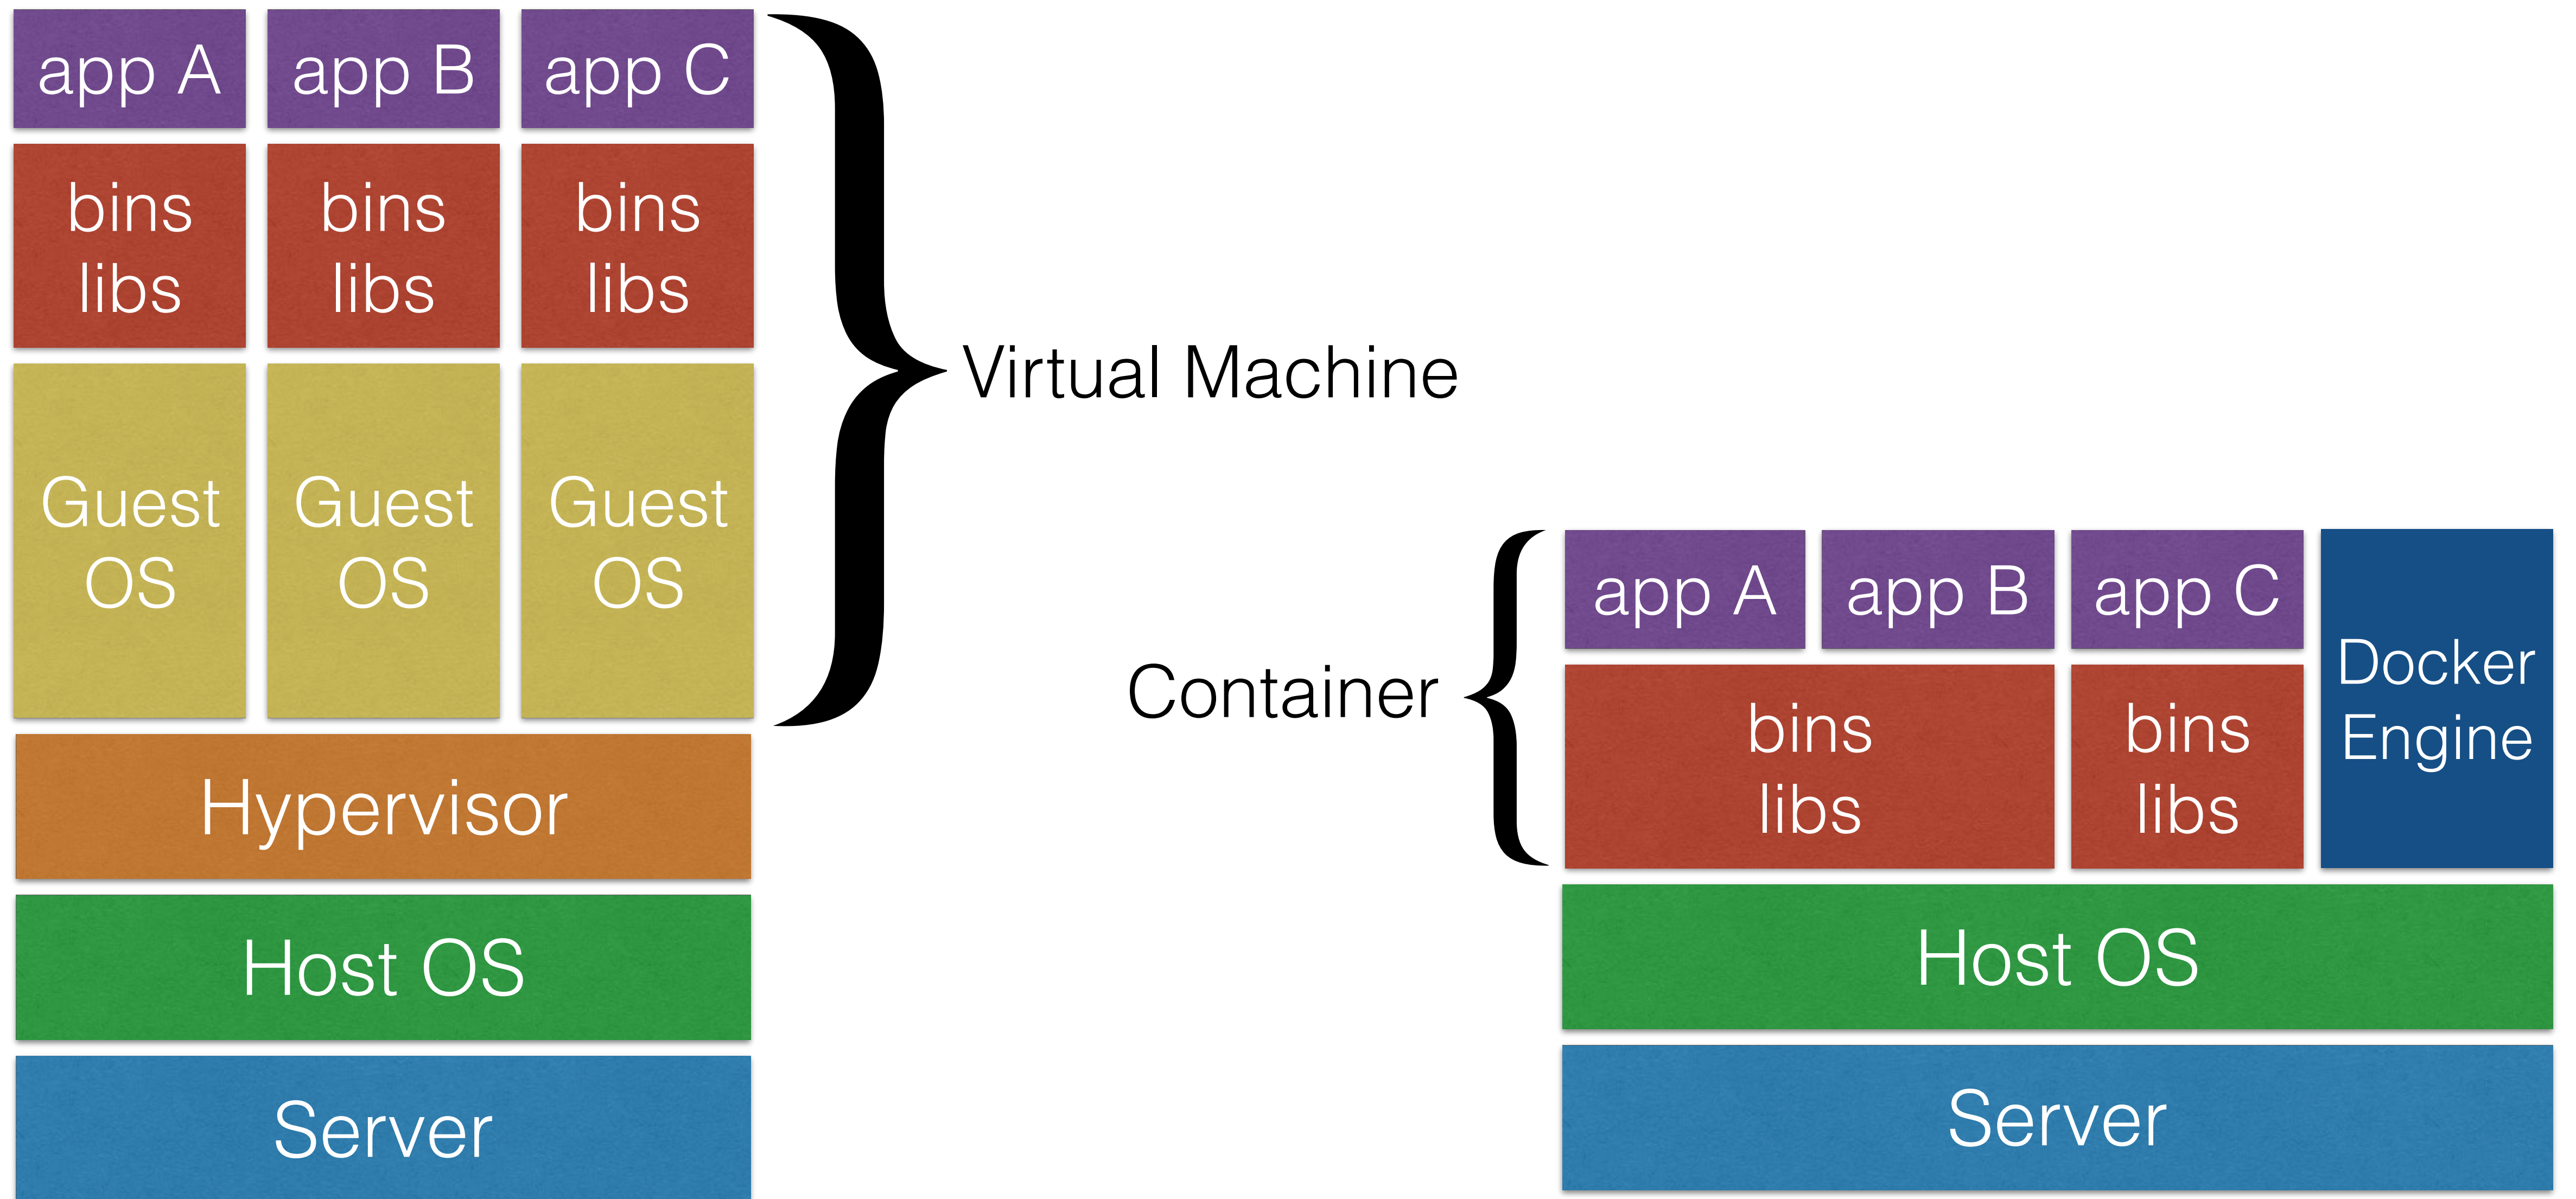 app A
app B
app C
bins
libs
bins
libs
bins
libs
Guest
OS
Guest
OS
Guest
OS
Hypervisor
Host OS
Server
Virtual Machine
Container
app A
app B
app C
Docker
Engine
bins
libs
bins
libs
Host OS
Server